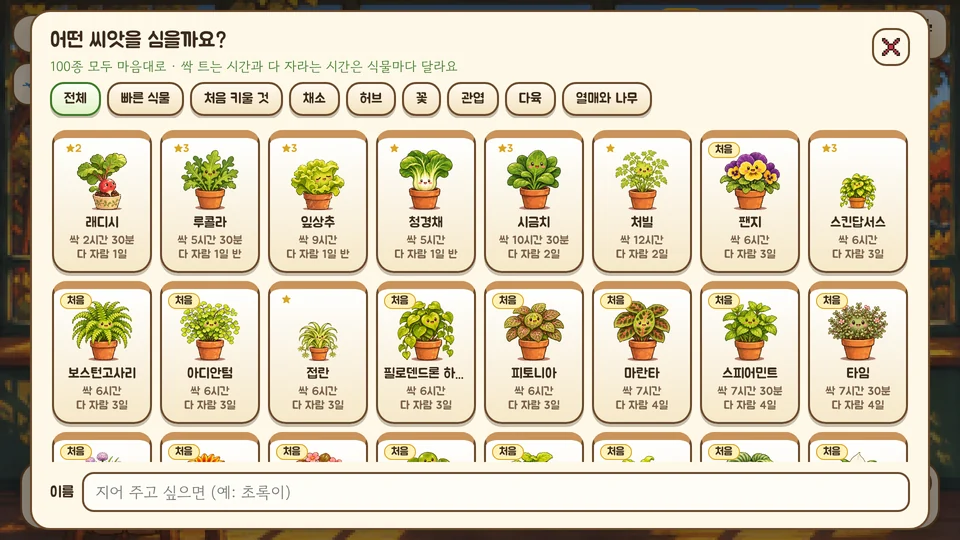 어떤 씨앗을 심을까요?
100종 모두 마음대로 · 싹 트는 시간과 다 자라는 시간은 식물마다 달라요
전체 빠른 식물 처음 키울 것 채소 허브 꽃 관엽 다육 열매와 나무
★2 ★3 ★3 ★ ★3 ★ 처음 ★3
래디시 루콜라 잎상추 청경채 시금치 처빌 팬지 스킨답서스
싹 2시간 30분 싹 5시간 30분 싹 9시간 싹 5시간 싹 10시간 30분 싹 12시간 싹 6시간 싹 6시간
다 자람 1일 다 자람 1일 반 다 자람 1일 반 다 자람 1일 반 다 자람 2일 다 자람 2일 다 자람 3일 다 자람 3일
처음 처음 ★ 처음 처음 처음 처음 처음
보스턴고사리 아디안텀 접란 필로덴드론 하... 피토니아 마란타 스피어민트 타임
싹 6시간 싹 6시간 싹 6시간 싹 6시간 싹 6시간 싹 7시간 30분 싹 7시간 30분 싹 7시간 30분
다 자람 3일 다 자람 3일 다 자람 3일 다 자람 3일 다 자람 3일 다 자람 4일 다 자람 4일 다 자람 4일
처음 처음 처음 처음 처음 처음 처음 처음
이름 지어 주고 싶으면 (예: 초록이)